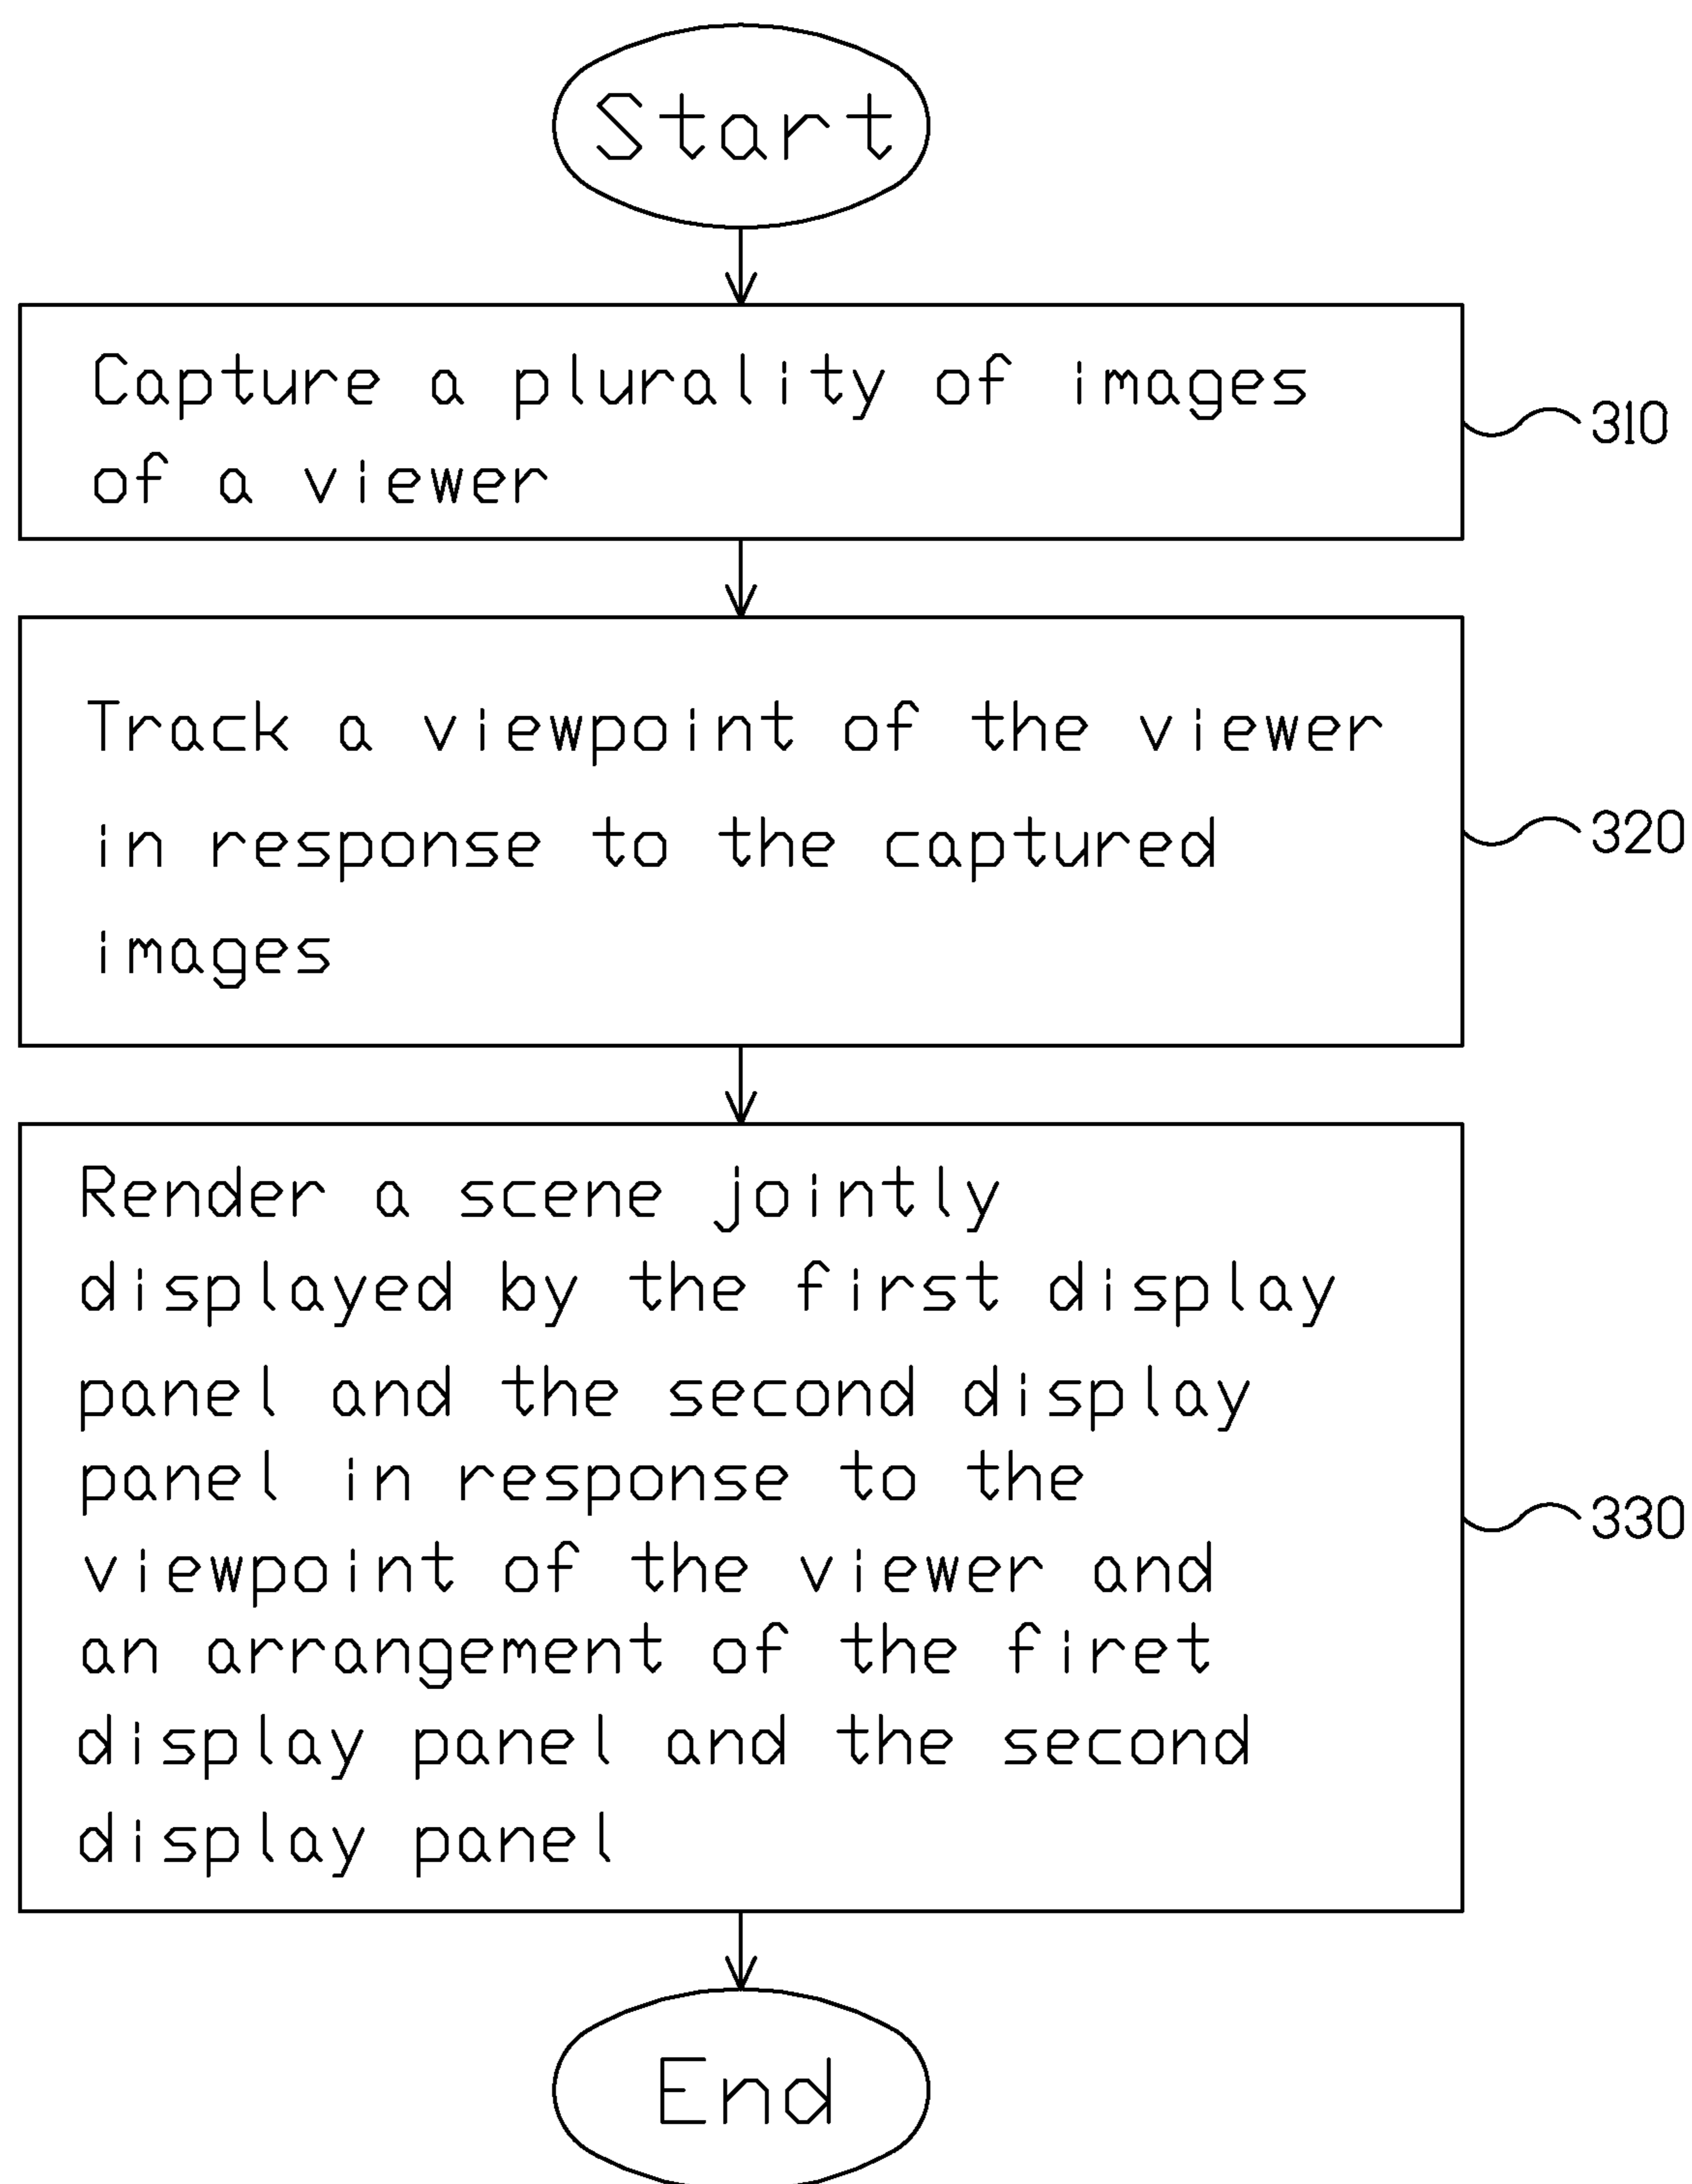 Start
Capture a plurality of images
of a viewer
310
Track a viewpoint of the viewer
in response to the captured
images
320
Render a scene jointly
displayed by the first display
panel and the second display
panel in response to the
viewpoint of the viewer and
an arrangement of the firet
display panel and the second
display panel
330
End